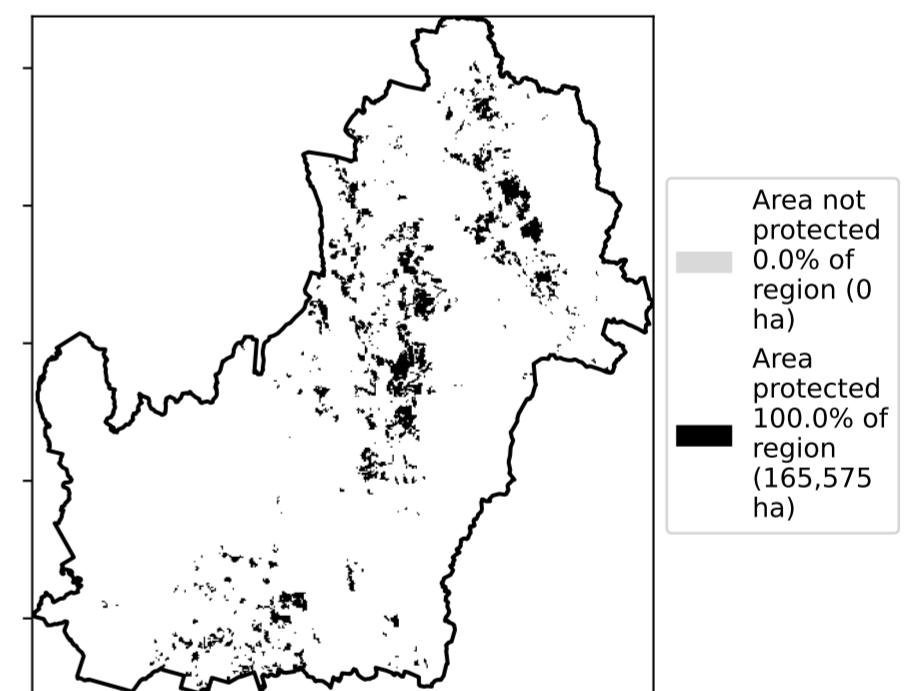 Area not
protected
0.0% of
region (0
ha)
Area
protected
100.0% of
region
(165,575
ha)